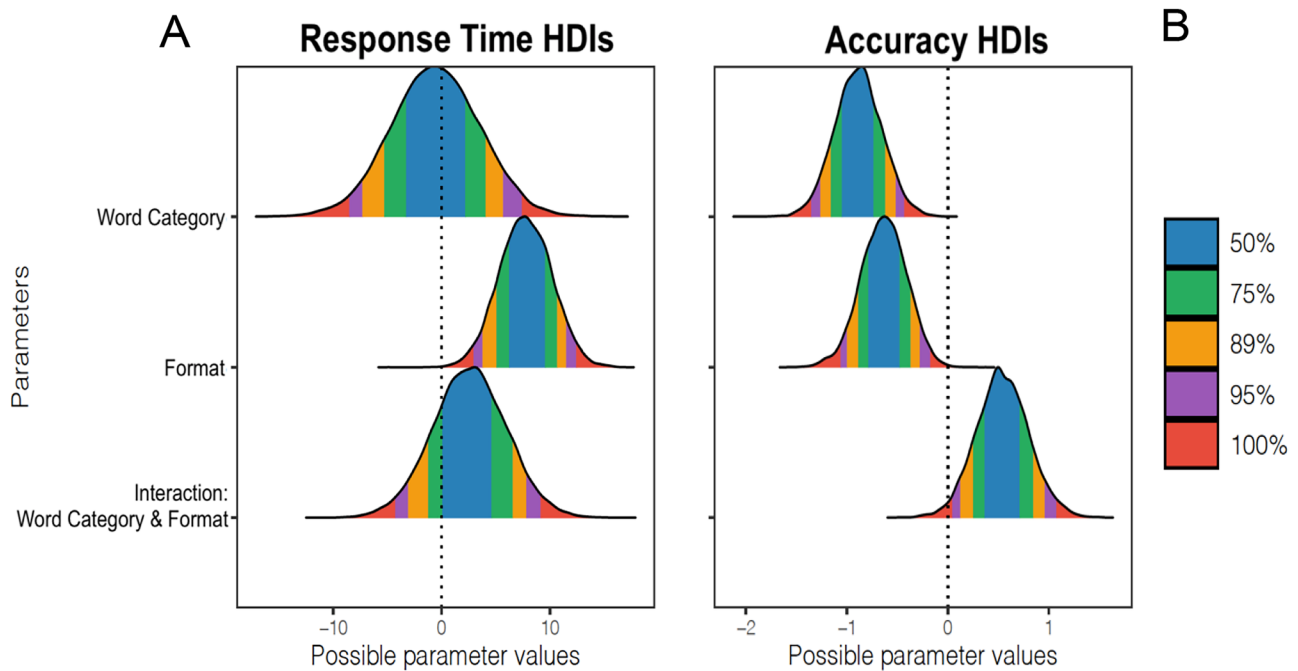 A
Response Time HDIs
Accuracy HDIs
B
Parameters
Word Category
Format
Interaction:
Word Category & Format
−10
0
10
−2
−1
0
1
Possible parameter values
Possible parameter values
50%
75%
89%
95%
100%